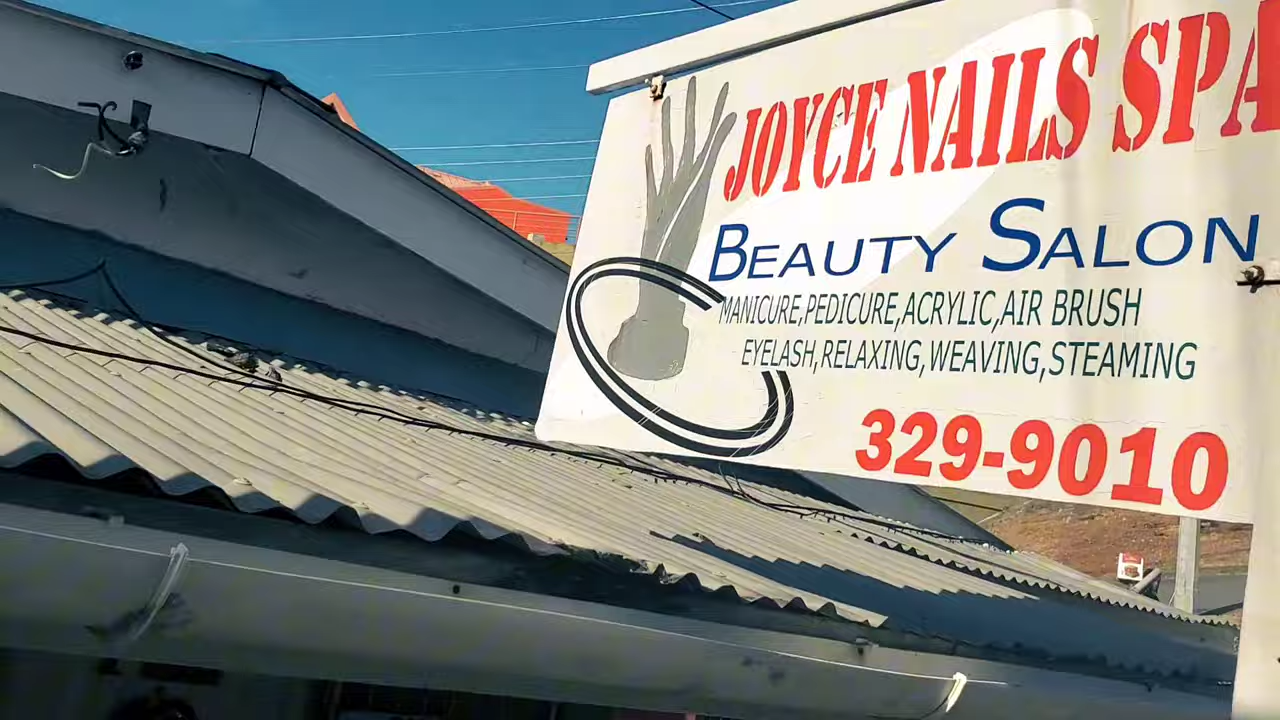 JOYCE NAILS SPA
BEAUTY SALON
MANICURE,PEDICURE,ACRYLIC,AIR BRUSH
EYELASH,RELAXING,WEAVING,STEAMING
329-9010